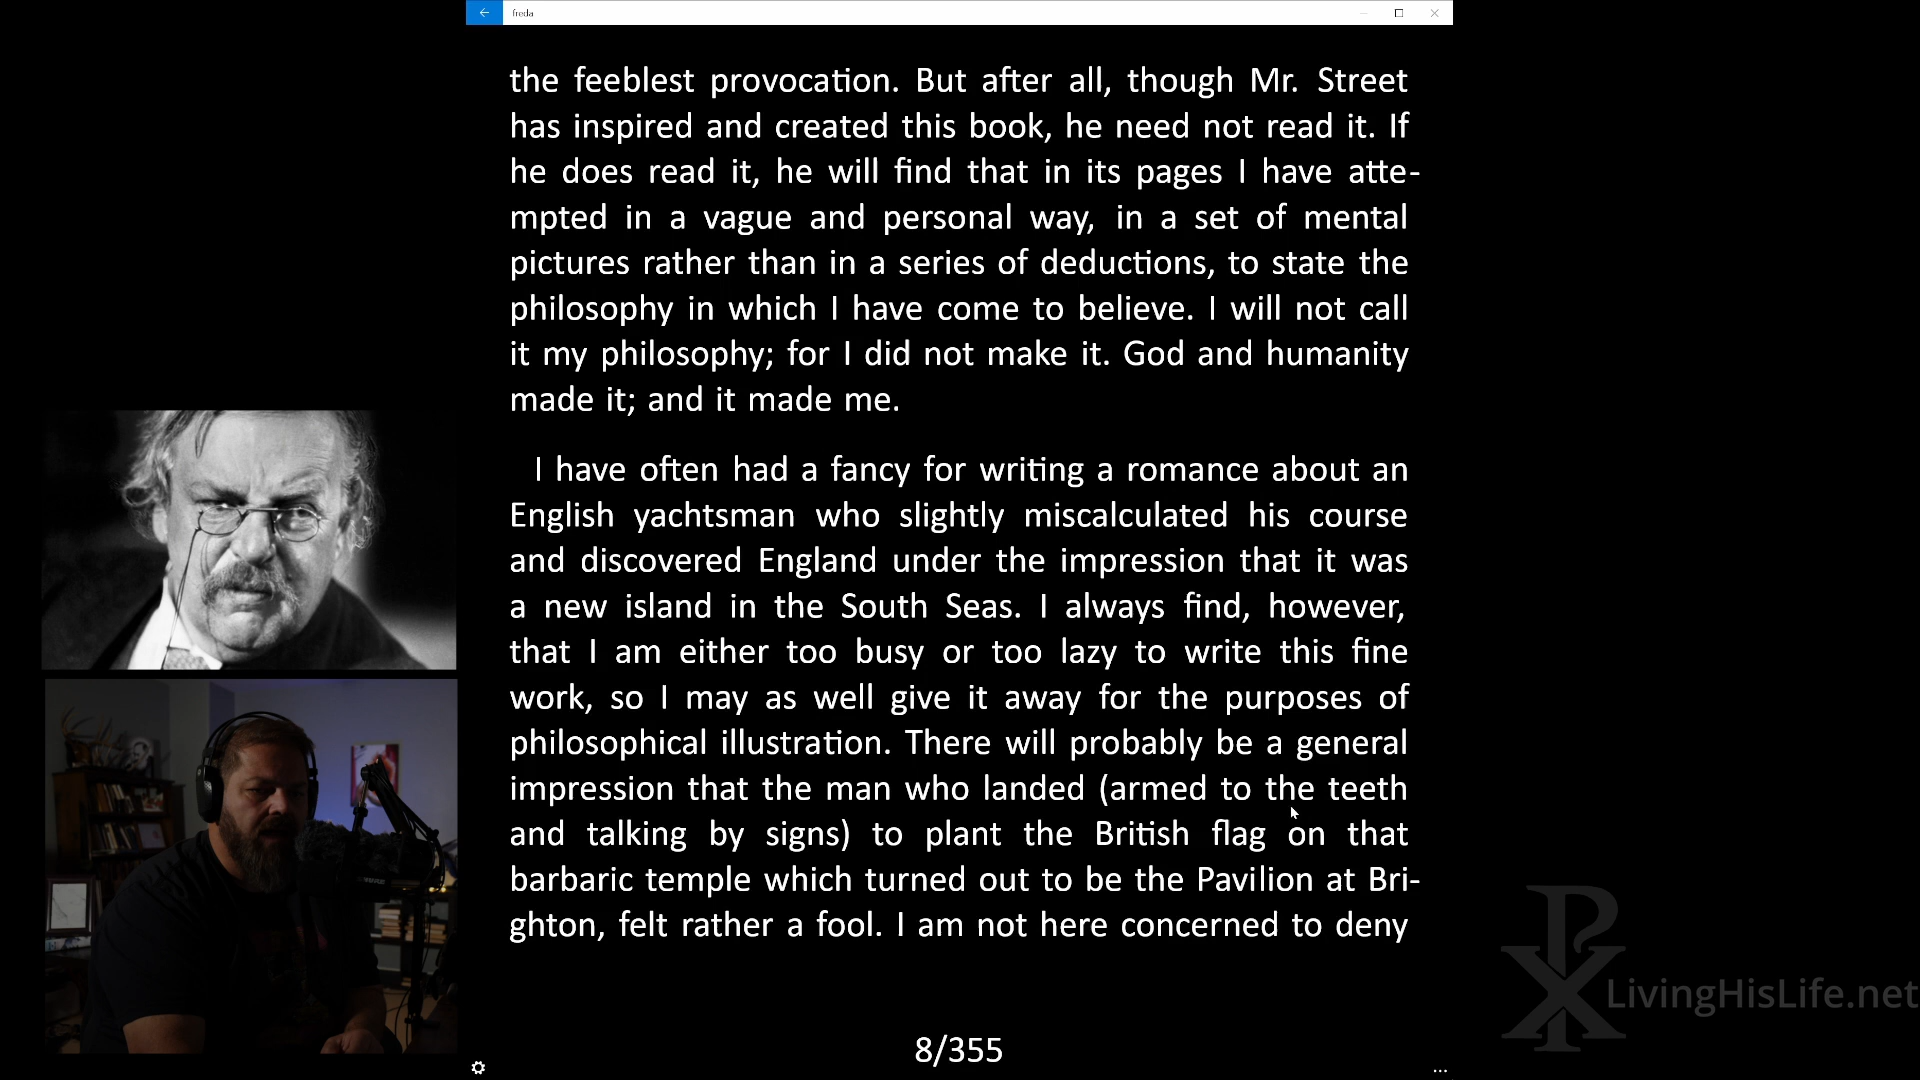 freda
the feeblest provocation. But after all, though Mr. Street
has inspired and created this book, he need not read it. If
he does read it, he will find that in its pages I have atte-
mpted in a vague and personal way, in a set of mental
pictures rather than in a series of deductions, to state the
philosophy in which I have come to believe. I will not call
it my philosophy; for I did not make it. God and humanity
made it; and it made me.
I have often had a fancy for writing a romance about an
English yachtsman who slightly miscalculated his course
and discovered England under the impression that it was
a new island in the South Seas. I always find, however,
that I am either too busy or too lazy to write this fine
work, so I may as well give it away for the purposes of
philosophical illustration. There will probably be a general
impression that the man who landed (armed to the teeth
and talking by signs) to plant the British flag on that
barbaric temple which turned out to be the Pavilion at Bri-
ghton, felt rather a fool. I am not here concerned to deny
8/355
LivingHisLife.net